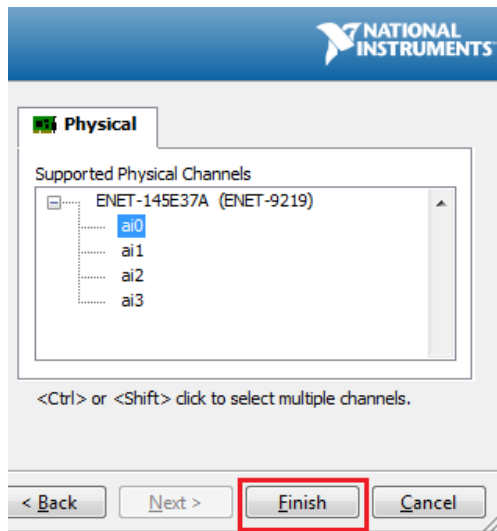 NATIONAL
INSTRUMENTS
Physical
Supported Physical Channels
ENET-145E37A (ENET-9219)
ai0
ai1
ai2
ai3
<Ctrl> or <Shift> click to select multiple channels.
< Back Next > Finish Cancel